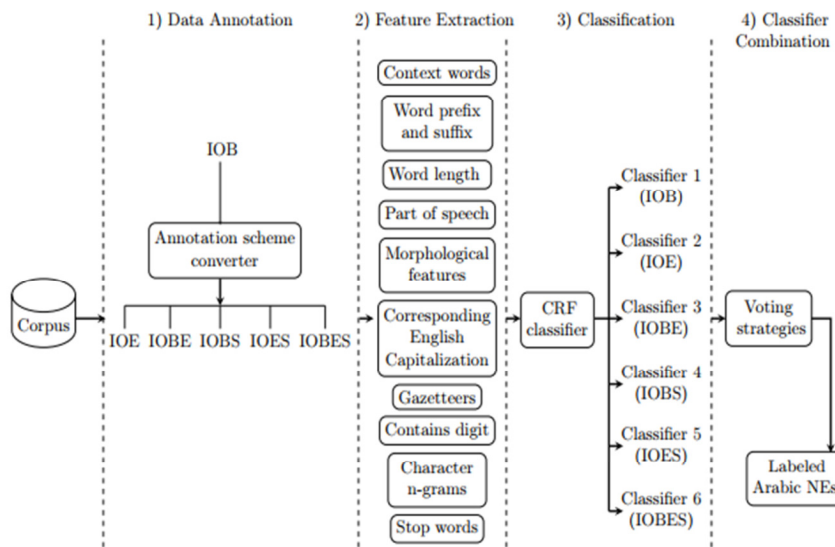 1) Data Annotation
2) Feature Extraction
3) Classification
4) Classifier
Combination
Corpus
IOB
Annotation scheme
converter
IOE IOBE IOBS IOES IOBES
Context words
Word prefix
and suffix
Word length
Part of speech
Morphological
features
Corresponding
English
Capitalization
Gazetteers
Contains digit
Character
n-grams
Stop words
CRF
classifier
Classifier 1
(IOB)
Classifier 2
(IOE)
Classifier 3
(IOBE)
Classifier 4
(IOBS)
Classifier 5
(IOES)
Classifier 6
(IOBES)
Voting
strategies
Labeled
Arabic NEs